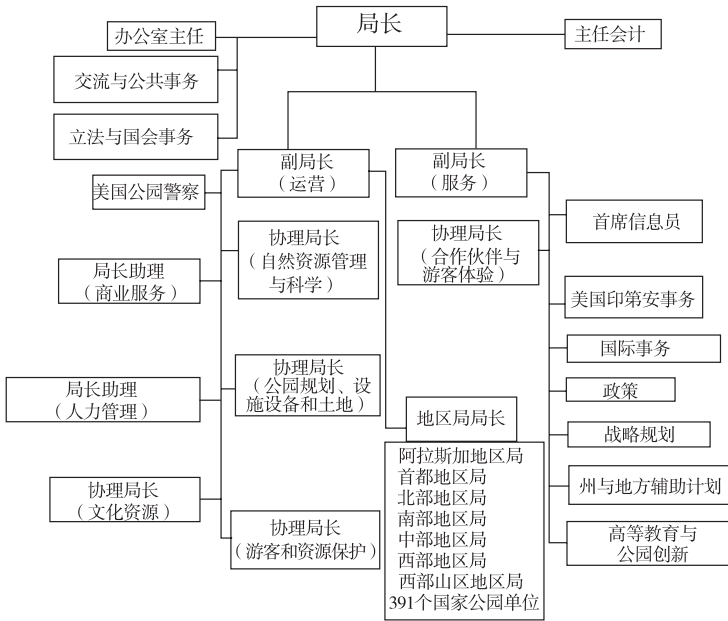 局长
办公室主任
主任会计
交流与公共事务
立法与国会事务
副局长
（运营）
副局长
（服务）
美国公园警察
首席信息员
协理局长
（自然资源管理
与科学）
协理局长
（合作伙伴与
游客体验）
局长助理
（商业服务）
美国印第安事务
国际事务
协理局长
（公园规划、设
施设备和土地）
局长助理
（人力管理）
政策
地区局局长
战略规划
阿拉斯加地区局
首都地区局
北部地区局
南部地区局
中部地区局
西部地区局
西部山区地区局
391个国家公园单位
州与地方辅助计划
协理局长
（文化资源）
协理局长
（游客和资源保护）
高等教育与
公园创新